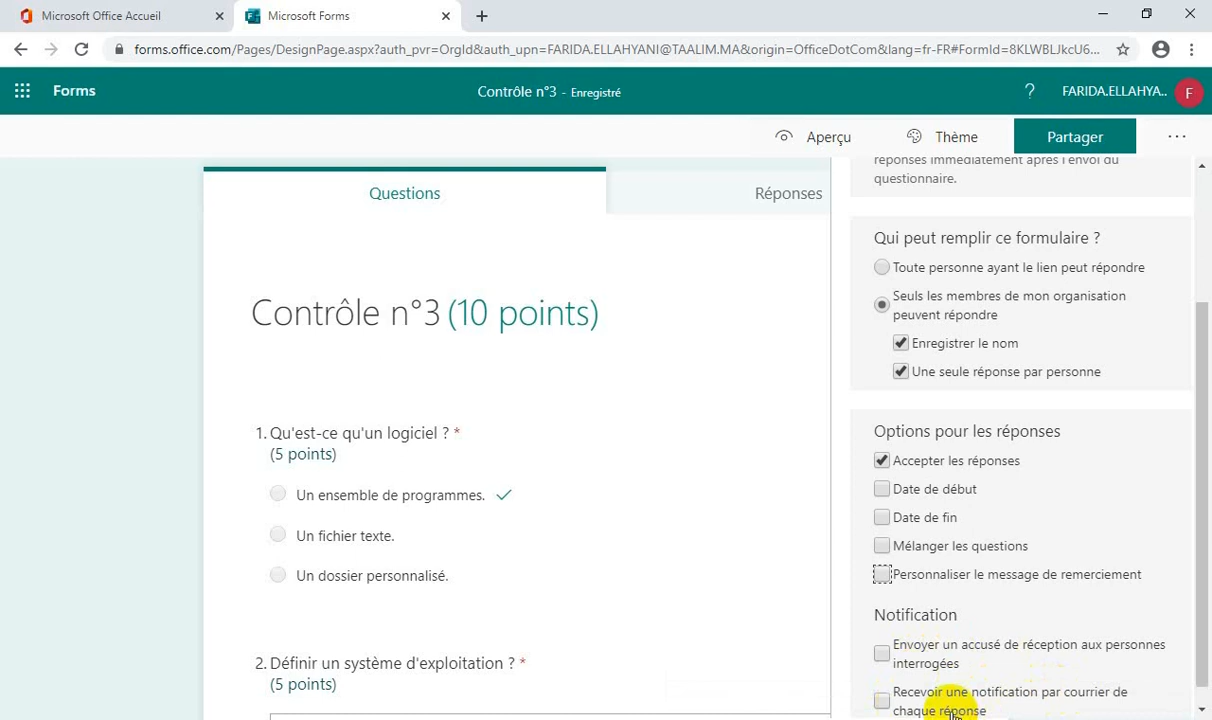 Microsoft Office Accueil
Microsoft Forms
forms.office.com/Pages/DesignPage.aspx?auth_pvr=OrgId&auth_upn=FARIDA.ELLAHYANI@TAALIM.MA&origin=OfficeDotCom&lang=fr-FR#FormId=8KLWBLJkcU6...
Forms
Contrôle n°3 - Enregistré
?
FARIDA.ELLAHYA..
F
Aperçu
Thème
Partager
...
Questions
Réponses
Contrôle n°3 (10 points)
1. Qu'est-ce qu'un logiciel ? *
(5 points)
Un ensemble de programmes.
Un fichier texte.
Un dossier personnalisé.
2. Définir un système d'exploitation ? *
(5 points)
réponses immédiatement après l'envoi du
questionnaire.
Qui peut remplir ce formulaire ?
Toute personne ayant le lien peut répondre
Seuls les membres de mon organisation
peuvent répondre
Enregistrer le nom
Une seule réponse par personne
Options pour les réponses
Accepter les réponses
Date de début
Date de fin
Mélanger les questions
Personnaliser le message de remerciement
Notification
Envoyer un accusé de réception aux personnes
interrogées
Recevoir une notification par courrier de
chaque réponse